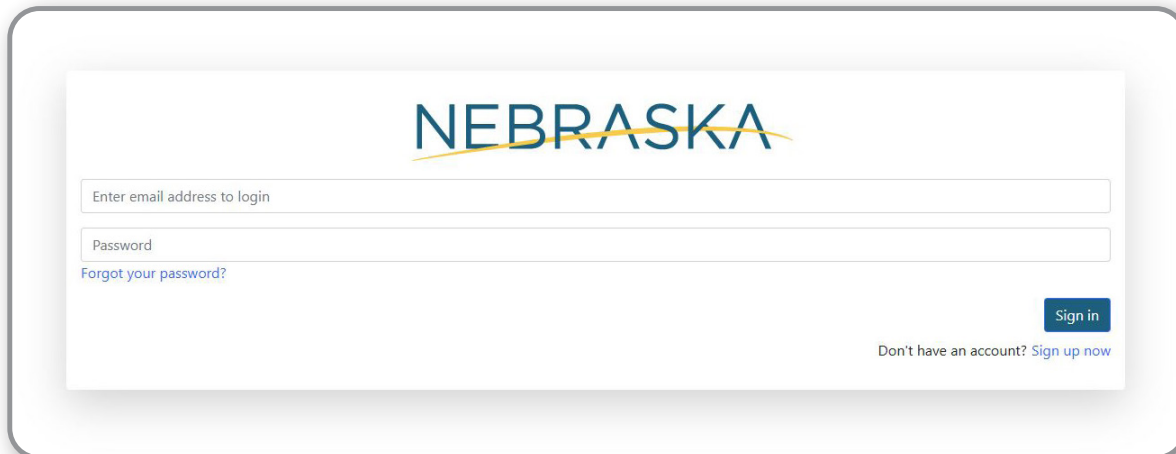 NEBRASKA
Enter email address to login
Password
Forgot your password?
Sign in
Don't have an account? Sign up now